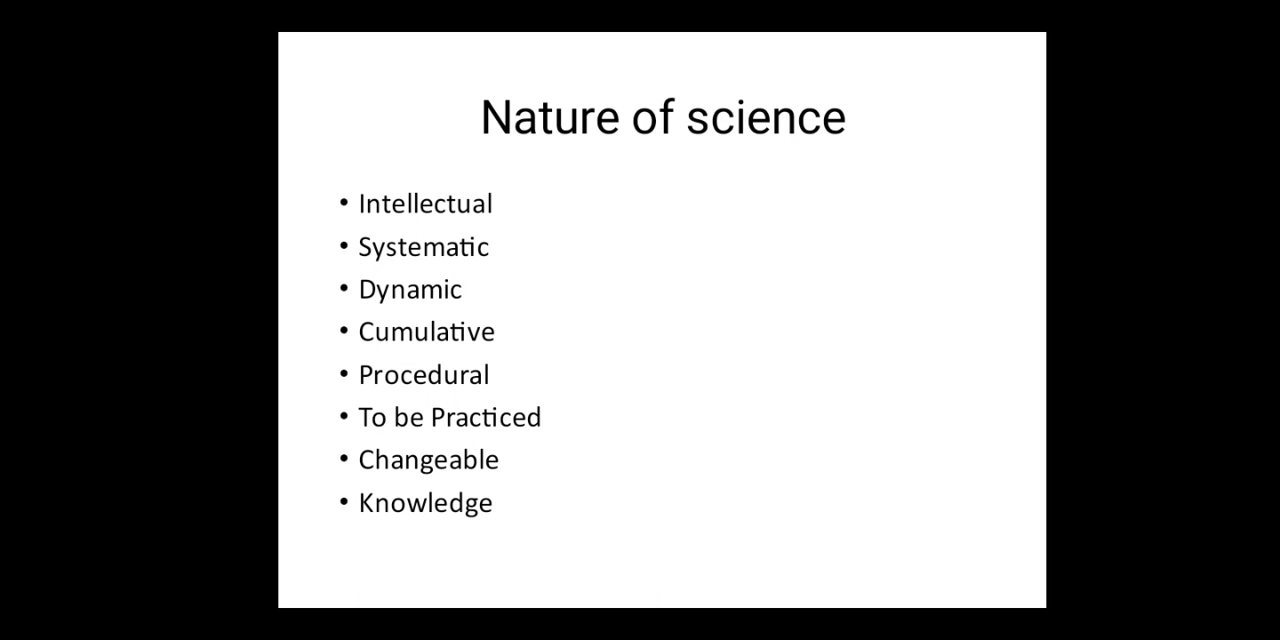 Nature of science
• Intellectual
• Systematic
• Dynamic
• Cumulative
• Procedural
• To be Practiced
• Changeable
• Knowledge